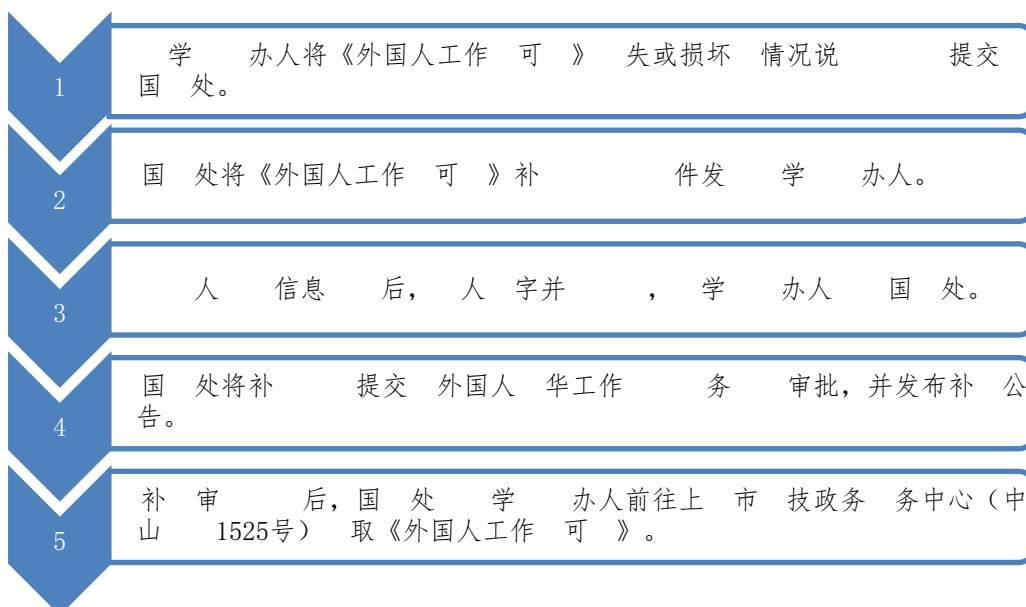 1
学 办人将《外国人工作 可 》 失或损坏 情况说 提交
国 处。
2
国 处将《外国人工作 可 》补 件发 学 办人。
3
人 信息 后， 人 字并 ， 学 办人 国 处。
4
国 处将补 提交 外国人 华工作 务 审批，并发布补 公
告。
5
补 审 后，国 处 学 办人前往上 市 技政务 务中心（中
山 1525号） 取《外国人工作 可 》。